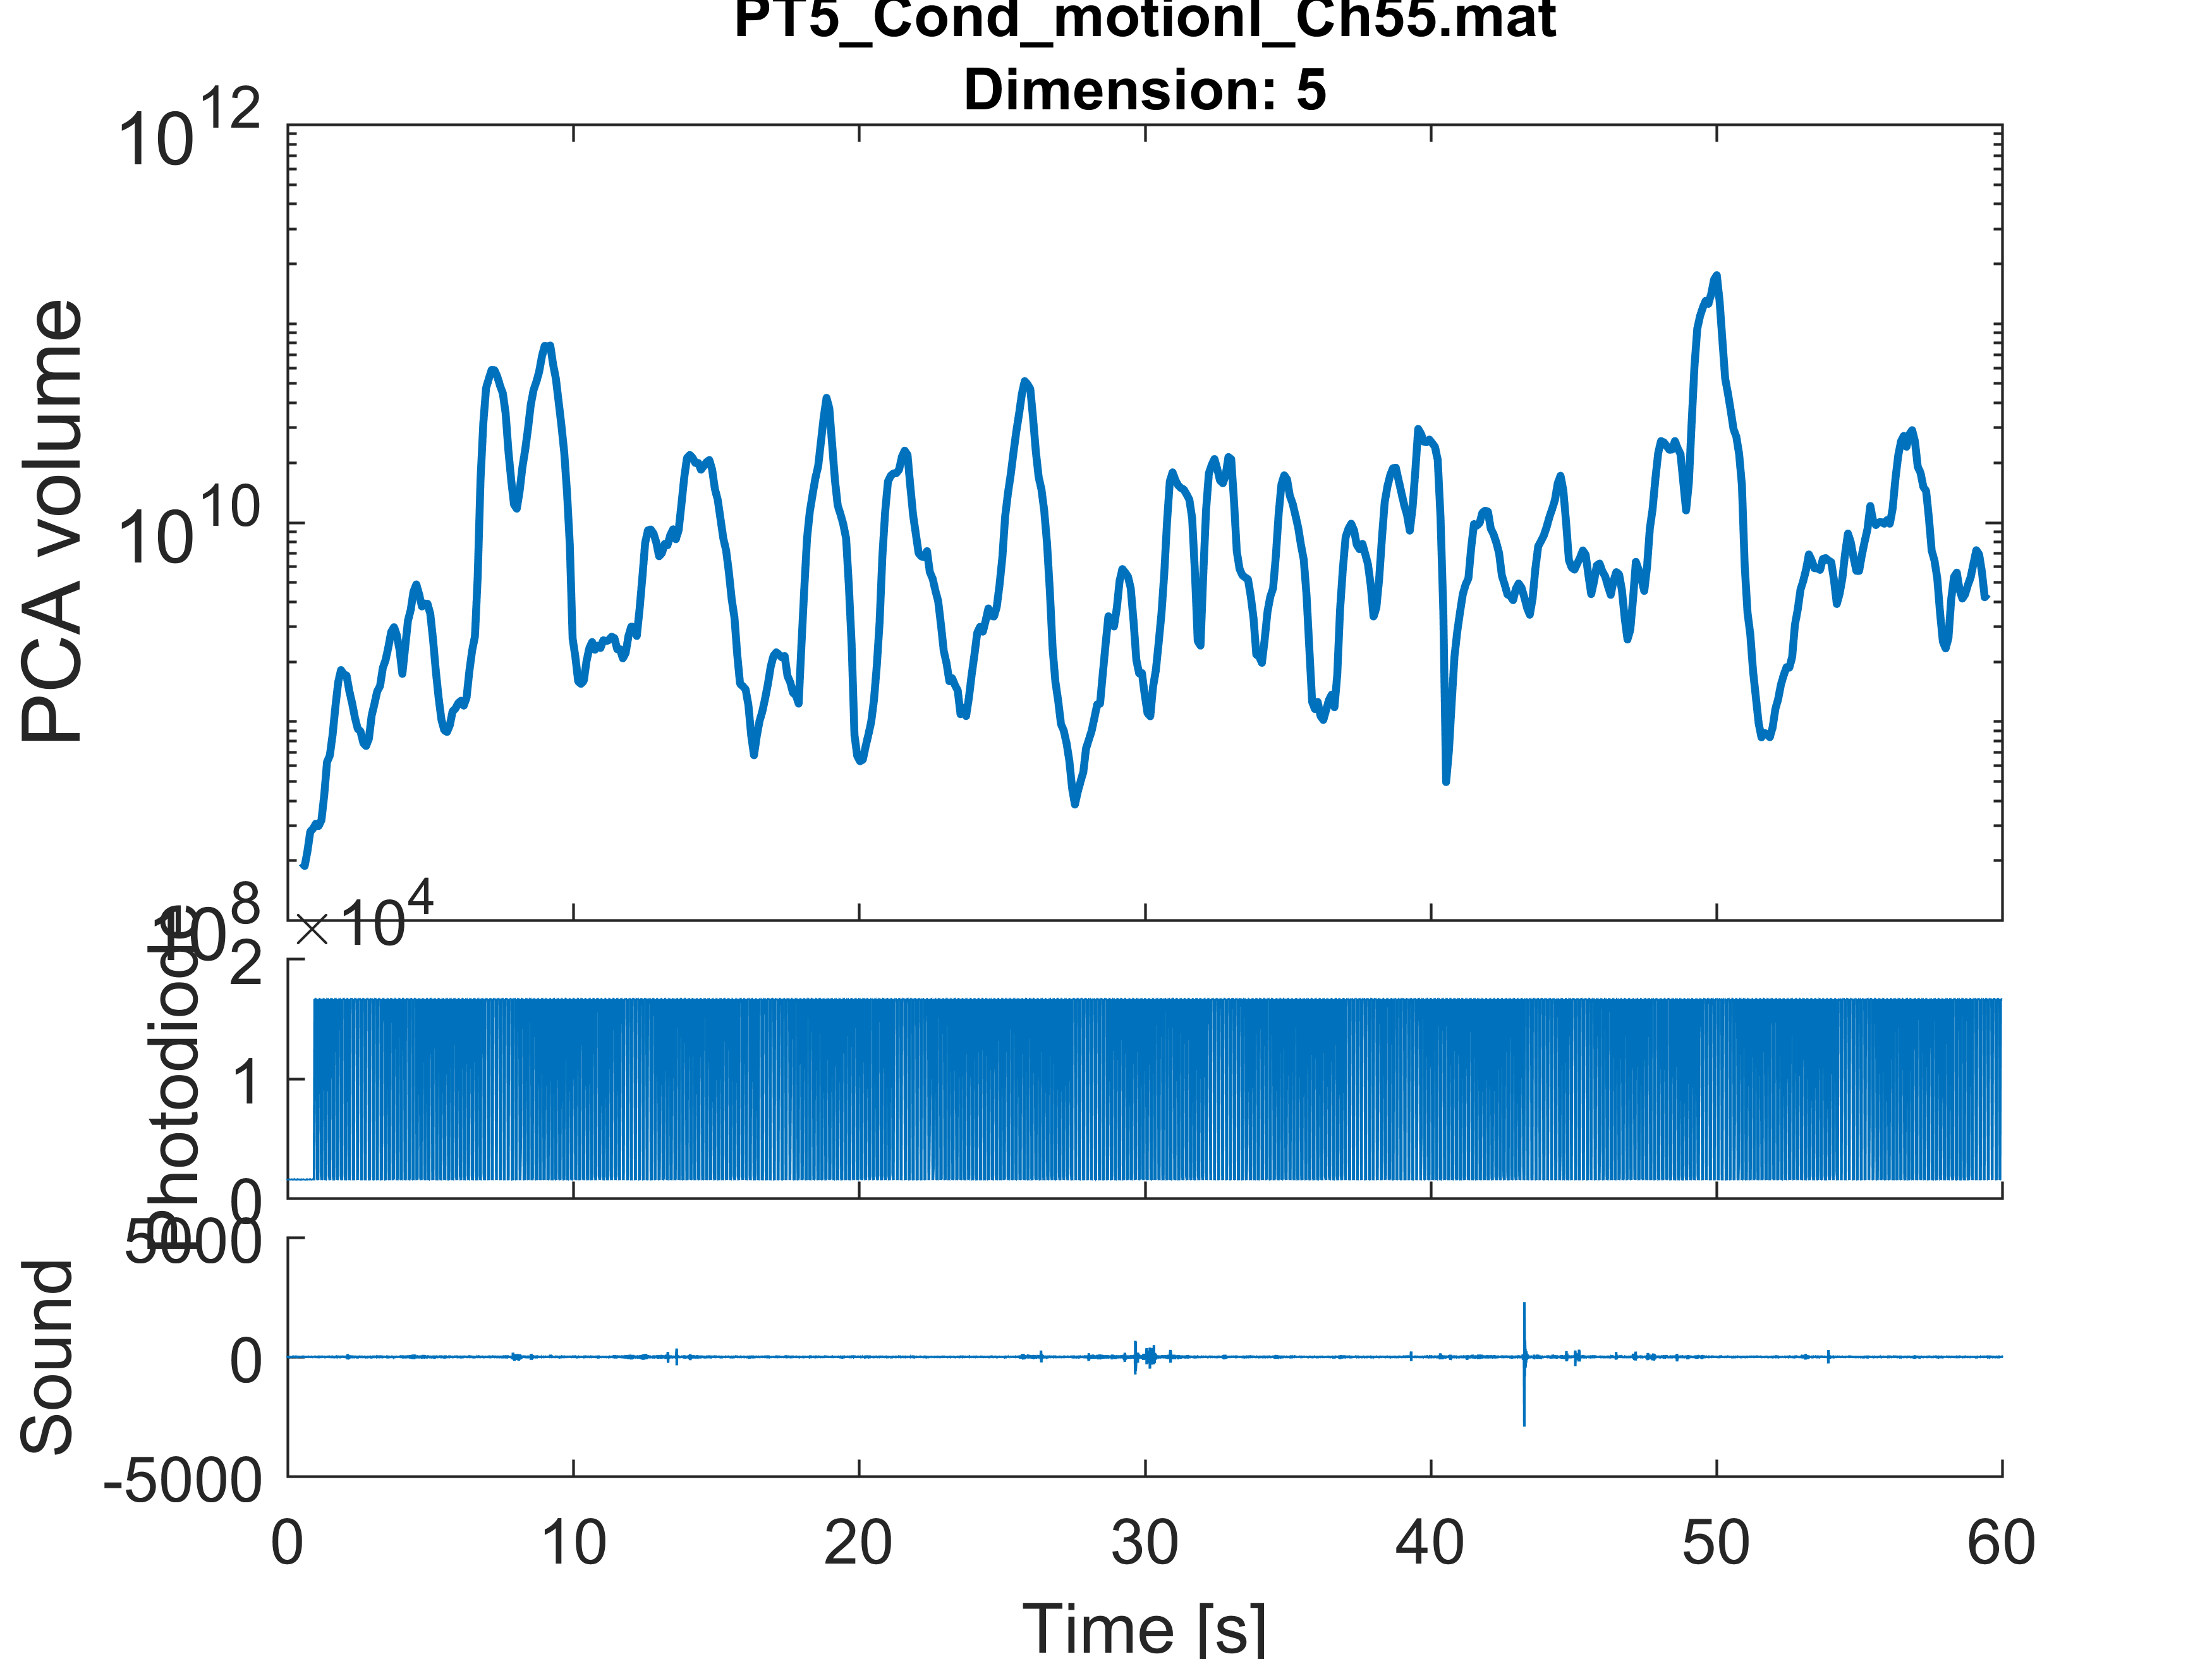 PT5_Cond_motionI_Ch55.mat
Dimension: 5
PCA volume
10^12
10^10
10^8
×10^4
Photodiode
2
1
0
Sound
5000
0
-5000
0 10 20 30 40 50 60
Time [s]